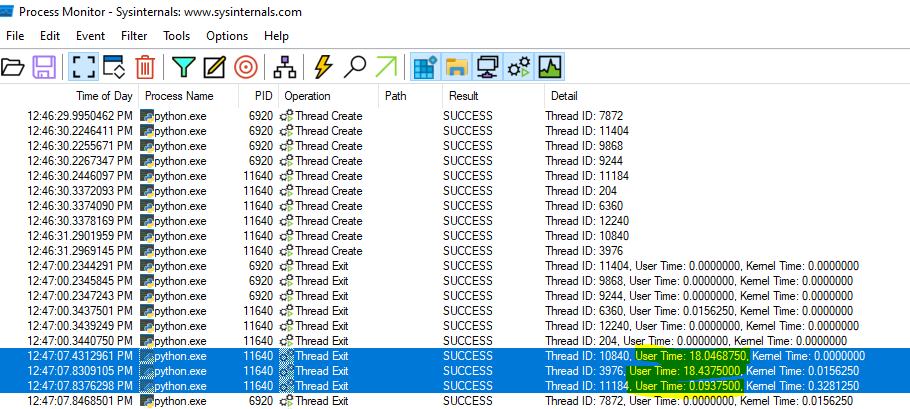 Process Monitor - Sysinternals: www.sysinternals.com
File Edit Event Filter Tools Options Help
Time of Day Process Name PID Operation Path Result Detail
12:46:29.9950462 PM python.exe 6920 Thread Create SUCCESS Thread ID: 7872
12:46:30.2246411 PM python.exe 6920 Thread Create SUCCESS Thread ID: 11404
12:46:30.2255671 PM python.exe 6920 Thread Create SUCCESS Thread ID: 9868
12:46:30.2267347 PM python.exe 6920 Thread Create SUCCESS Thread ID: 9244
12:46:30.2446097 PM python.exe 11640 Thread Create SUCCESS Thread ID: 11184
12:46:30.3372093 PM python.exe 11640 Thread Create SUCCESS Thread ID: 204
12:46:30.3374090 PM python.exe 11640 Thread Create SUCCESS Thread ID: 6360
12:46:30.3378169 PM python.exe 11640 Thread Create SUCCESS Thread ID: 12240
12:46:31.2901959 PM python.exe 11640 Thread Create SUCCESS Thread ID: 10840
12:46:31.2969145 PM python.exe 11640 Thread Create SUCCESS Thread ID: 3976
12:47:00.2344291 PM python.exe 6920 Thread Exit SUCCESS Thread ID: 11404, User Time: 0.0000000, Kernel Time: 0.0000000
12:47:00.2345845 PM python.exe 6920 Thread Exit SUCCESS Thread ID: 9868, User Time: 0.0000000, Kernel Time: 0.0000000
12:47:00.2347243 PM python.exe 6920 Thread Exit SUCCESS Thread ID: 9244, User Time: 0.0000000, Kernel Time: 0.0000000
12:47:00.3437501 PM python.exe 11640 Thread Exit SUCCESS Thread ID: 6360, User Time: 0.0156250, Kernel Time: 0.0000000
12:47:00.3439249 PM python.exe 11640 Thread Exit SUCCESS Thread ID: 12240, User Time: 0.0000000, Kernel Time: 0.0000000
12:47:00.3440750 PM python.exe 11640 Thread Exit SUCCESS Thread ID: 204, User Time: 0.0000000, Kernel Time: 0.0000000
12:47:07.4312961 PM python.exe 11640 Thread Exit SUCCESS Thread ID: 10840, User Time: 18.0468750, Kernel Time: 0.0000000
12:47:07.8309105 PM python.exe 11640 Thread Exit SUCCESS Thread ID: 3976, User Time: 18.4375000, Kernel Time: 0.0156250
12:47:07.8376298 PM python.exe 11640 Thread Exit SUCCESS Thread ID: 11184, User Time: 0.0937500, Kernel Time: 0.3281250
12:47:07.8468501 PM python.exe 6920 Thread Exit SUCCESS Thread ID: 7872, User Time: 0.0000000, Kernel Time: 0.0156250